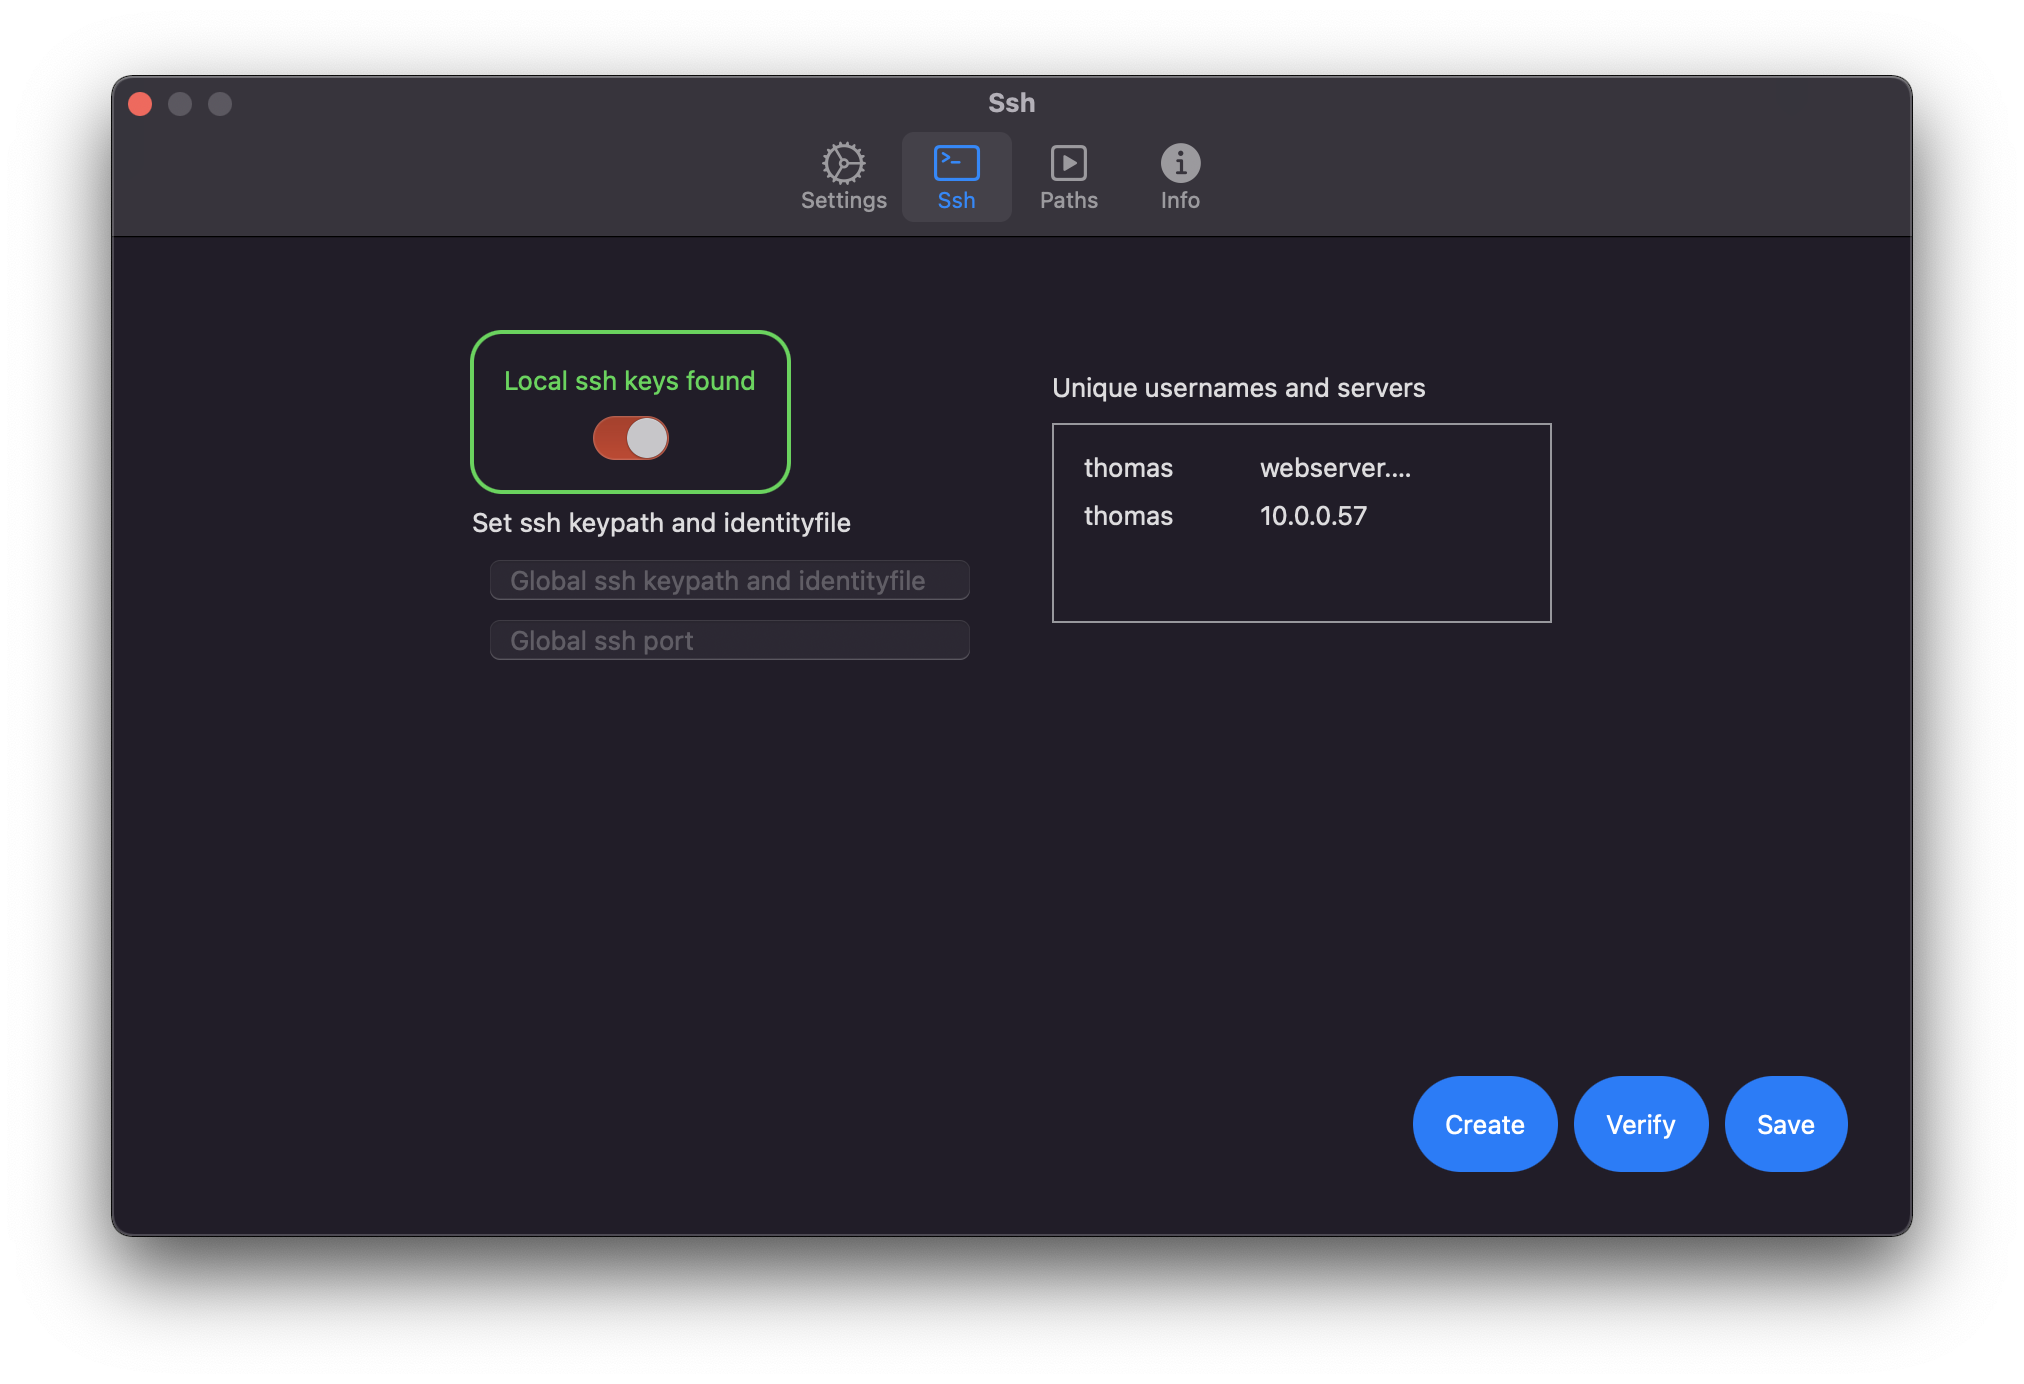 Ssh
Settings
Ssh
Paths
Info
Local ssh keys found
Set ssh keypath and identityfile
Global ssh keypath and identityfile
Global ssh port
Unique usernames and servers
thomas webserver....
thomas 10.0.0.57
Create
Verify
Save